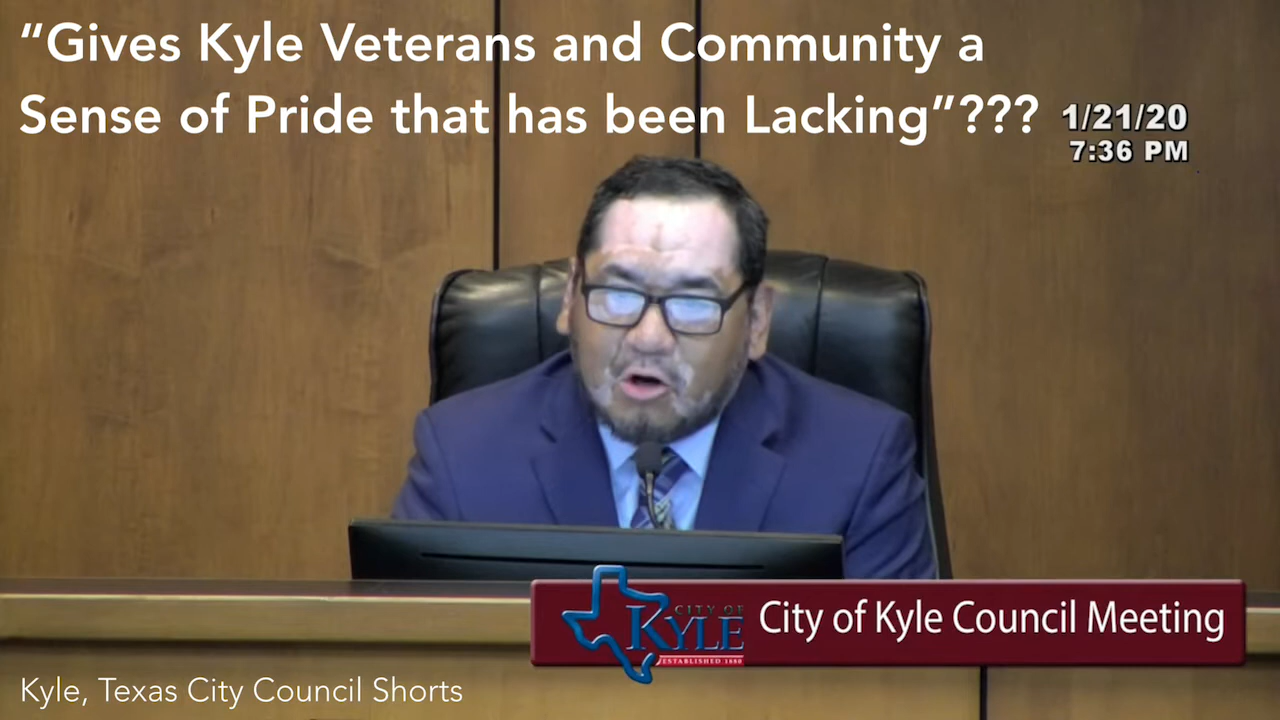 “Gives Kyle Veterans and Community a
Sense of Pride that has been Lacking”???
1/21/20
7:36 PM
CITY OF
KYLE
ESTABLISHED 1880
City of Kyle Council Meeting
Kyle, Texas City Council Shorts